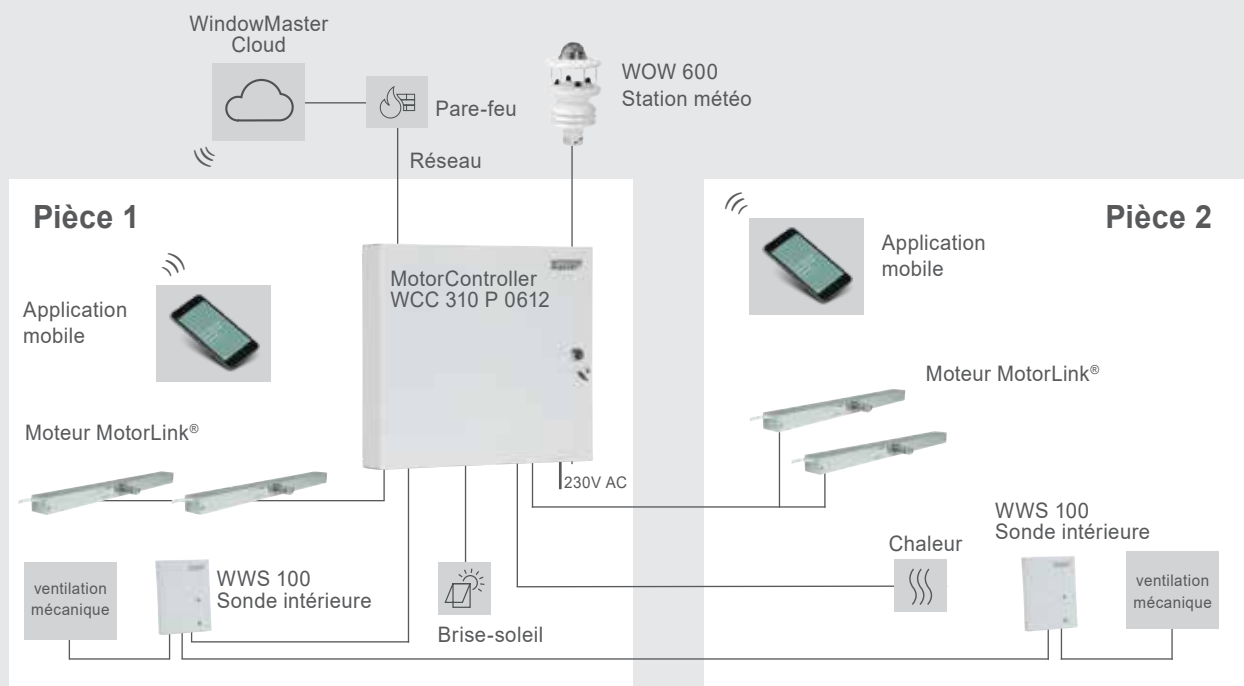 WindowMaster
Cloud
Pare-feu
WOW 600
Station météo
Réseau
Pièce 1
Application
mobile
MotorController
WCC 310 P 0612
Moteur MotorLink®
230V AC
ventilation
mécanique
WWS 100
Sonde intérieure
Brise-soleil
Pièce 2
Application
mobile
Moteur MotorLink®
Chaleur
WWS 100
Sonde intérieure
ventilation
mécanique